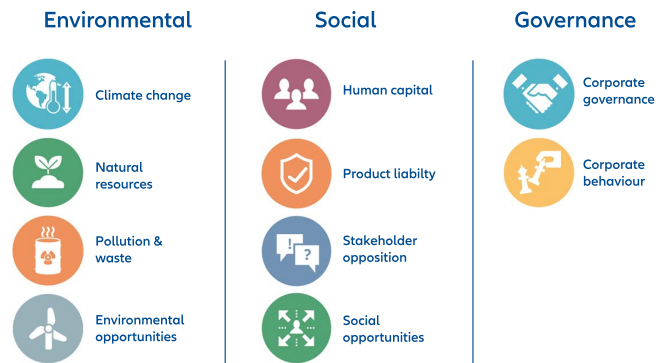 Environmental
Climate change
Natural
resources
Pollution &
waste
Environmental
opportunities
Social
Human capital
Product liabilty
Stakeholder
opposition
Social
opportunities
Governance
Corporate
governance
Corporate
behaviour
!
?